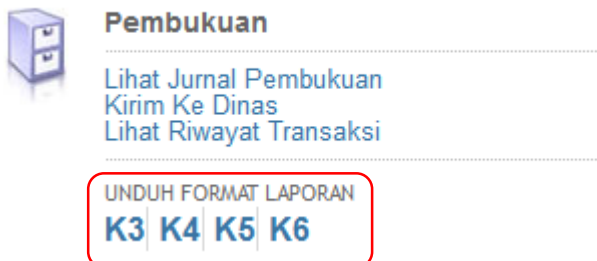 Pembukuan
Lihat Jurnal Pembukuan
Kirim Ke Dinas
Lihat Riwayat Transaksi
UNDUH FORMAT LAPORAN
K3 K4 K5 K6